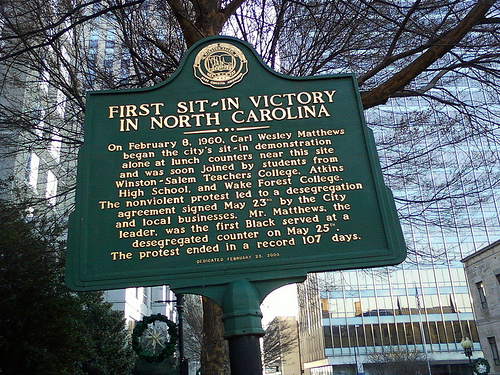 FIRST SIT-IN VICTORY
IN NORTH CAROLINA
On February 8, 1960, Carl Wesley Matthews
began the city's sit-in demonstration
alone at lunch counters near this site
and was soon joined by students from
Winston-Salem Teachers College, Atkins
High School, and Wake Forest College.
The nonviolent protest led to a desegregation
agreement signed May 23rd by the City
and local businesses. Mr. Matthews, the
leader, was the first Black served at a
desegregated counter on May 25th.
The protest ended in a record 107 days.
DEDICATED FEBRUARY 23, 2000